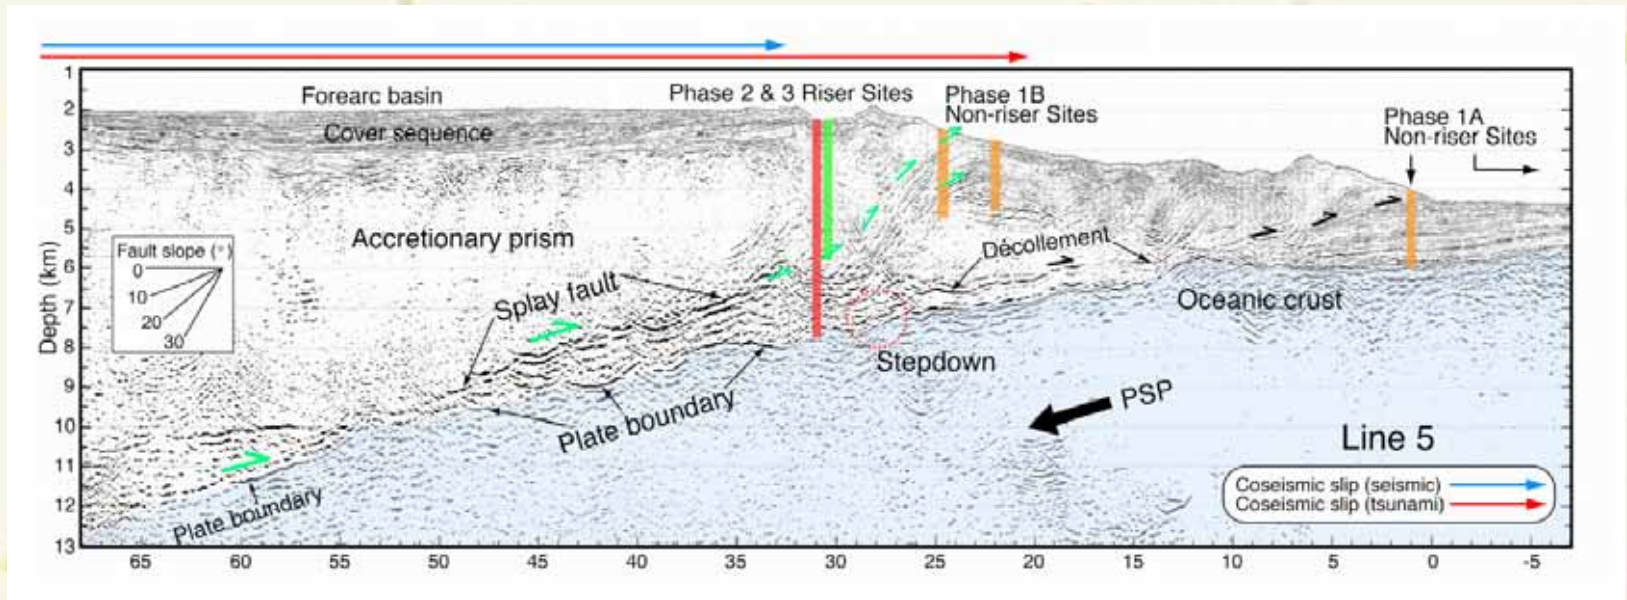 1
2
3
4
5
6
7
8
9
10
11
12
13
Depth (km)
Forearc basin
Cover sequence
Phase 2 & 3 Riser Sites
Phase 1B
Non-riser Sites
Phase 1A
Non-riser Sites
Accretionary prism
Fault slope (°)
0
10
20
30
Splay fault
Décollement
Oceanic crust
Stepdown
Plate boundary
PSP
Plate boundary
Line 5
Coseismic slip (seismic)
Coseismic slip (tsunami)
65 60 55 50 45 40 35 30 25 20 15 10 5 0 -5